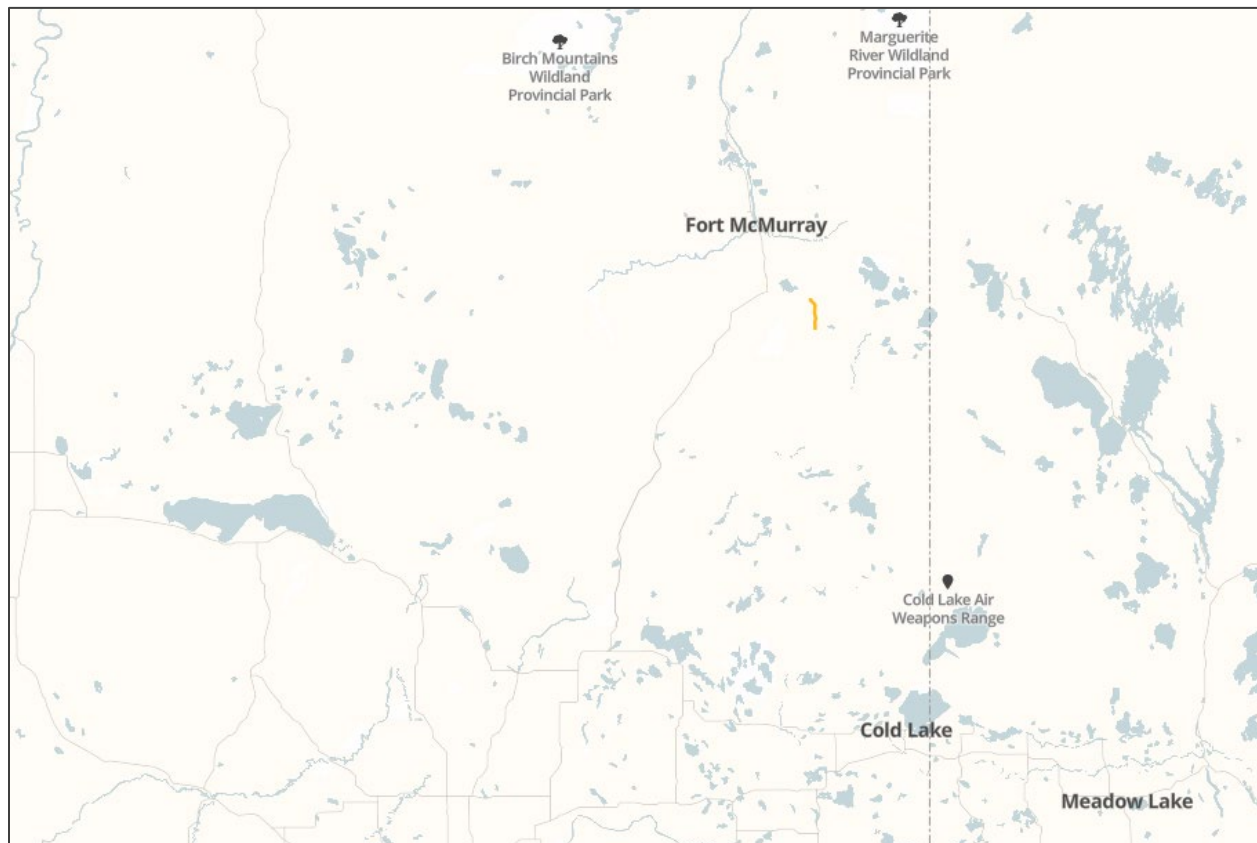 Birch Mountains
Wildland
Provincial Park
Marguerite
River Wildland
Provincial Park
Fort McMurray
Cold Lake Air
Weapons Range
Cold Lake
Meadow Lake